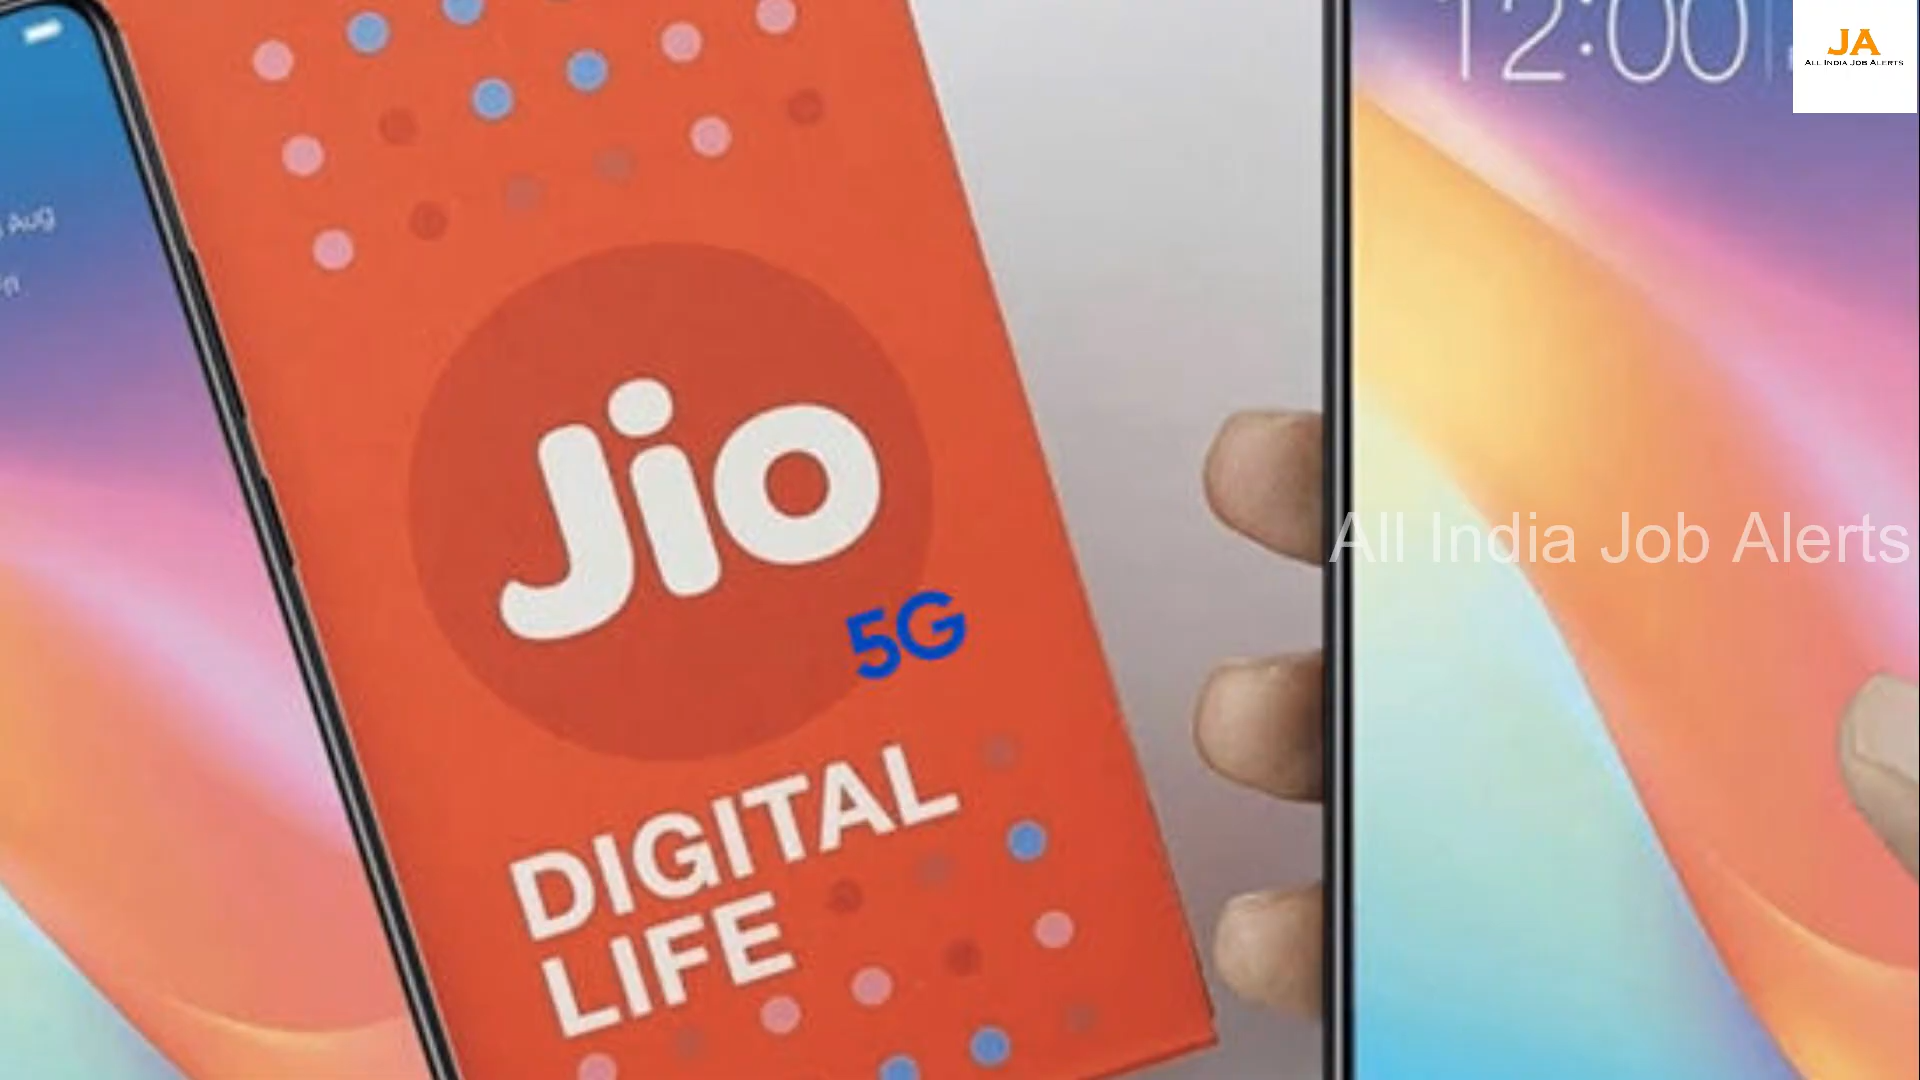 Aug
Jio
5G
DIGITAL
LIFE
12:00
JA
ALL INDIA JOB ALERTS
All India Job Alerts